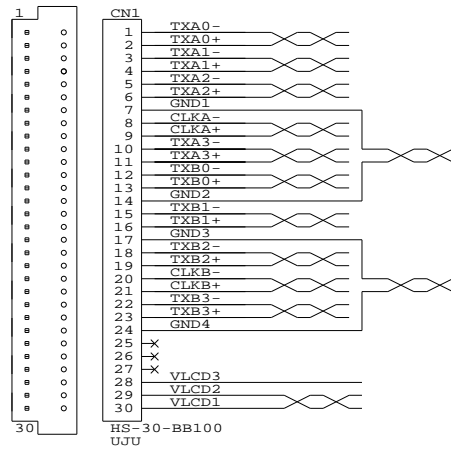 1
30
CN1
1 TXA0-
2 TXA0+
3 TXA1-
4 TXA1+
5 TXA2-
6 TXA2+
7 GND1
8 CLKA-
9 CLKA+
10 TXA3-
11 TXA3+
12 TXB0-
13 TXB0+
14 GND2
15 TXB1-
16 TXB1+
17 GND3
18 TXB2-
19 TXB2+
20 CLKB-
21 CLKB+
22 TXB3-
23 TXB3+
24 GND4
25
26
27
28 VLCD3
29 VLCD2
30 VLCD1
HS-30-BB100
UJU